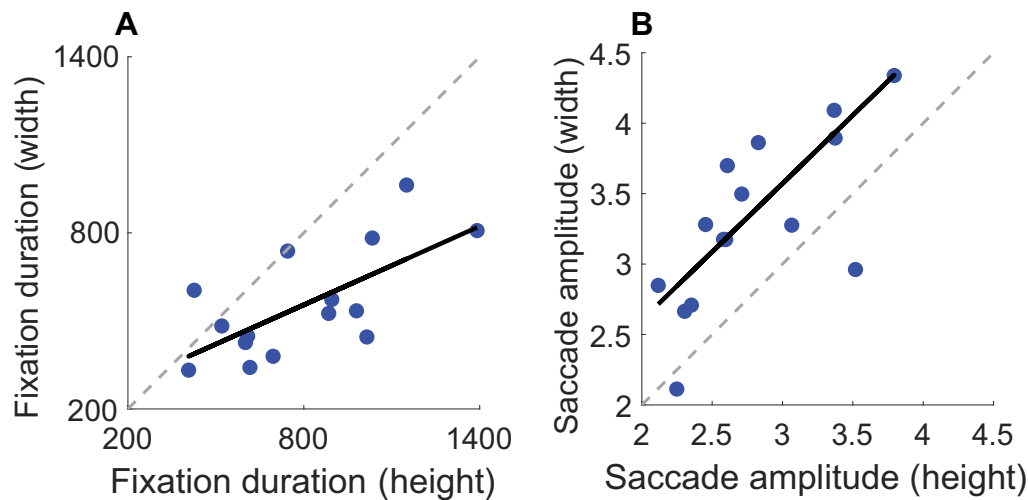 A
Fixation duration (width)
1400
800
200
200 800 1400
Fixation duration (height)
B
Saccade amplitude (width)
4.5
4
3.5
3
2.5
2
2 2.5 3 3.5 4 4.5
Saccade amplitude (height)